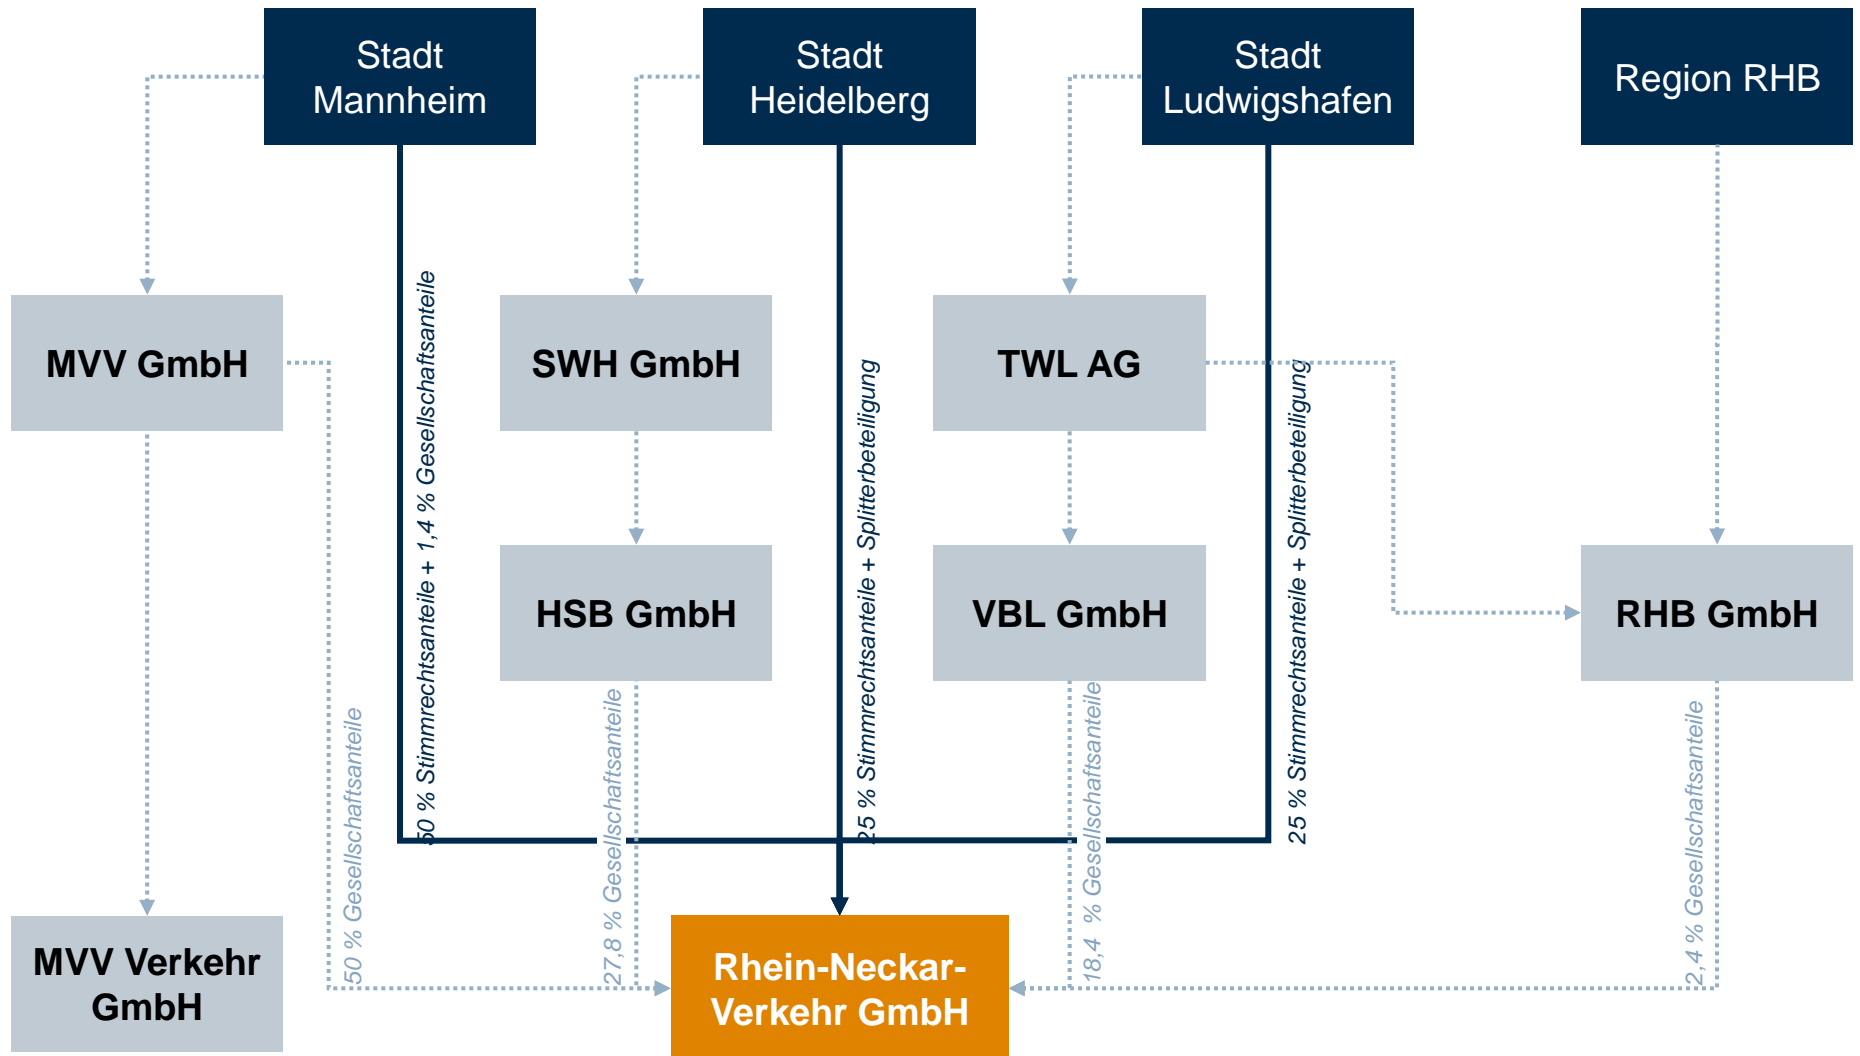 Stadt
Mannheim
Stadt
Heidelberg
Stadt
Ludwigshafen
Region RHB
MVV GmbH
SWH GmbH
TWL AG
HSB GmbH
VBL GmbH
RHB GmbH
50 % Stimmrechtsanteile + 1,4 % Gesellschaftsanteile
25 % Stimmrechtsanteile + Splitterbeteiligung
25 % Stimmrechtsanteile + Splitterbeteiligung
50 % Gesellschaftsanteile
27,8 % Gesellschaftsanteile
18,4 % Gesellschaftsanteile
2,4 % Gesellschaftsanteile
MVV Verkehr
GmbH
Rhein-Neckar-
Verkehr GmbH